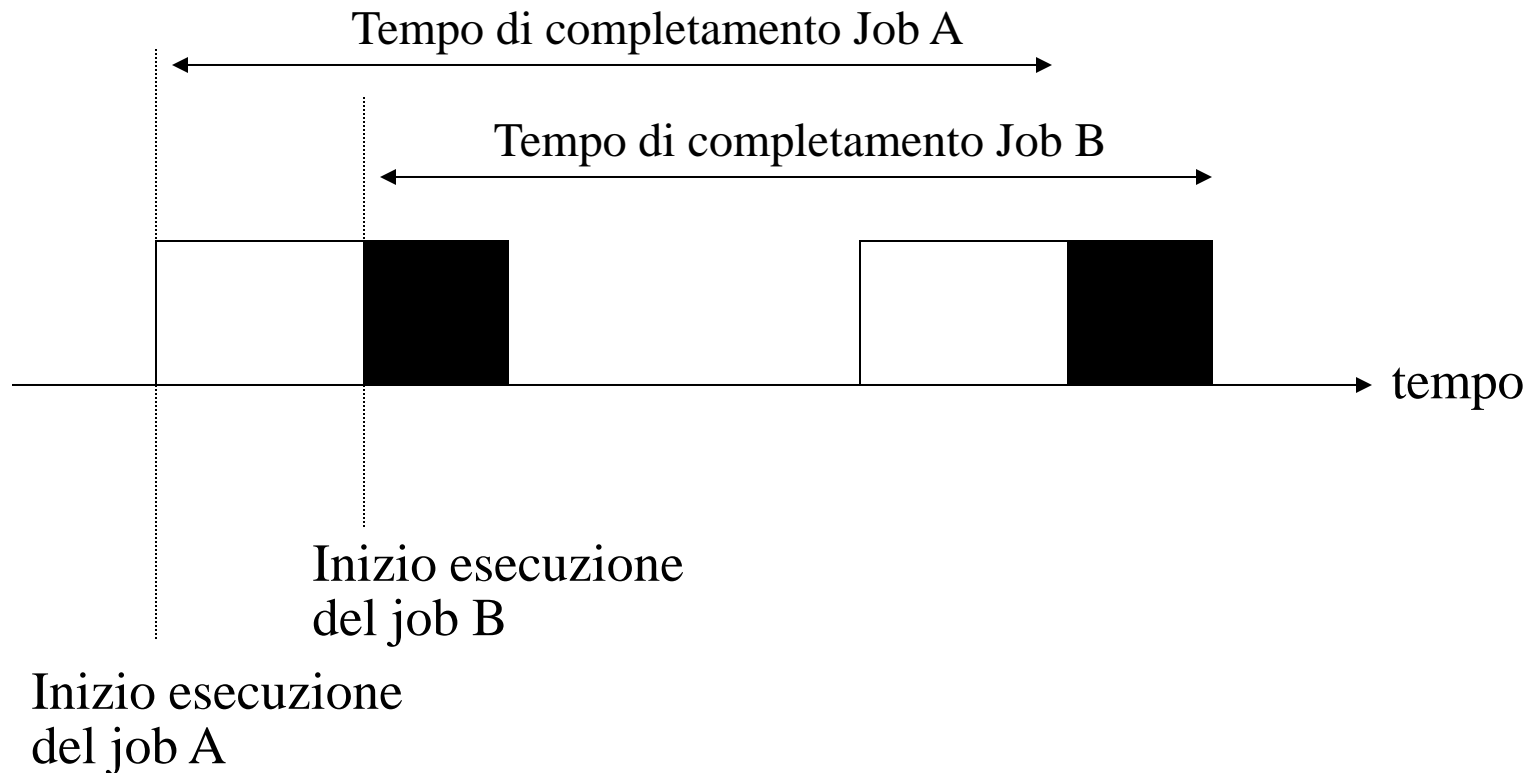 Tempo di completamento Job A
Tempo di completamento Job B
tempo
Inizio esecuzione
del job B
Inizio esecuzione
del job A